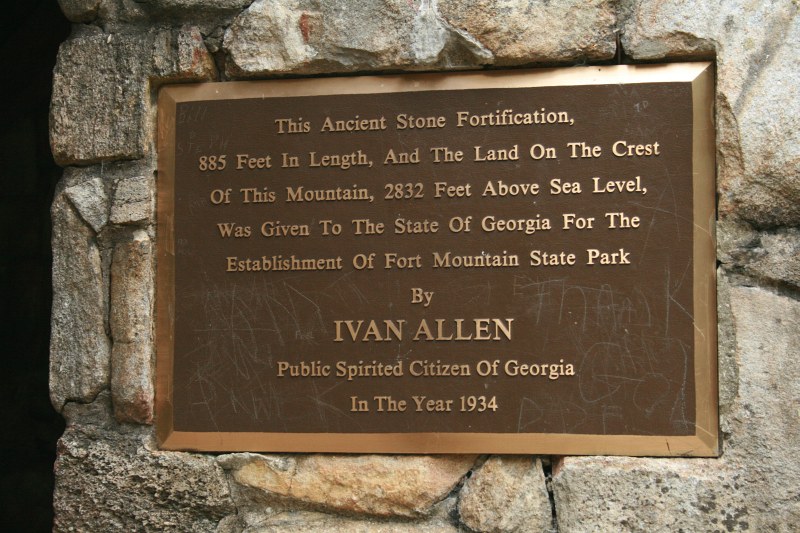 This Ancient Stone Fortification,
885 Feet In Length, And The Land On The Crest
Of This Mountain, 2832 Feet Above Sea Level,
Was Given To The State Of Georgia For The
Establishment Of Fort Mountain State Park
By
IVAN ALLEN
Public Spirited Citizen Of Georgia
In The Year 1934